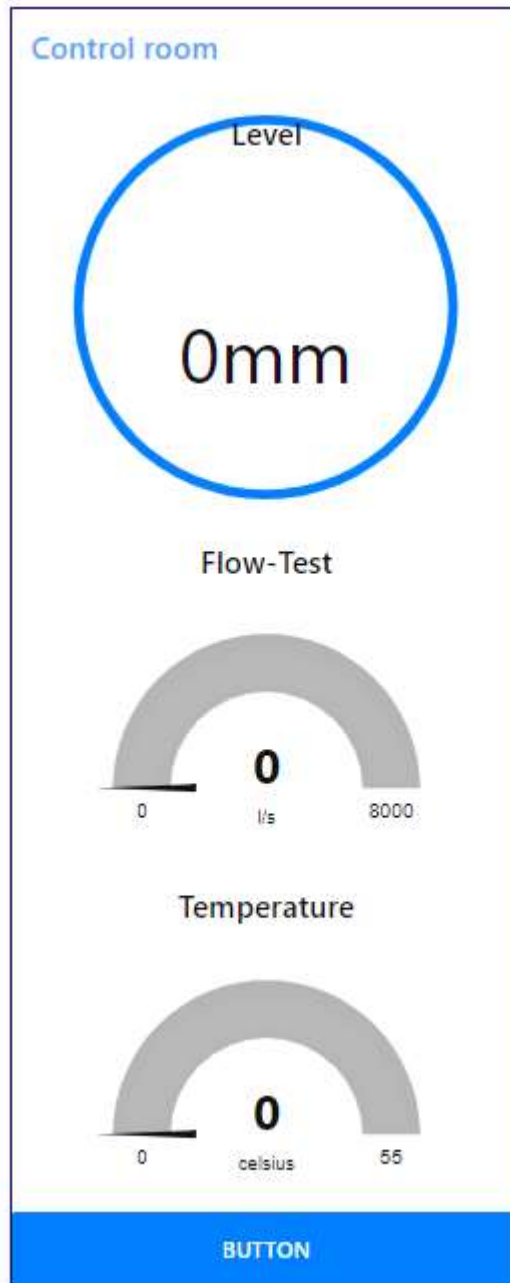 Control room
Level
0mm
Flow-Test
0
0 l/s 8000
Temperature
0
0 celsius 55
BUTTON